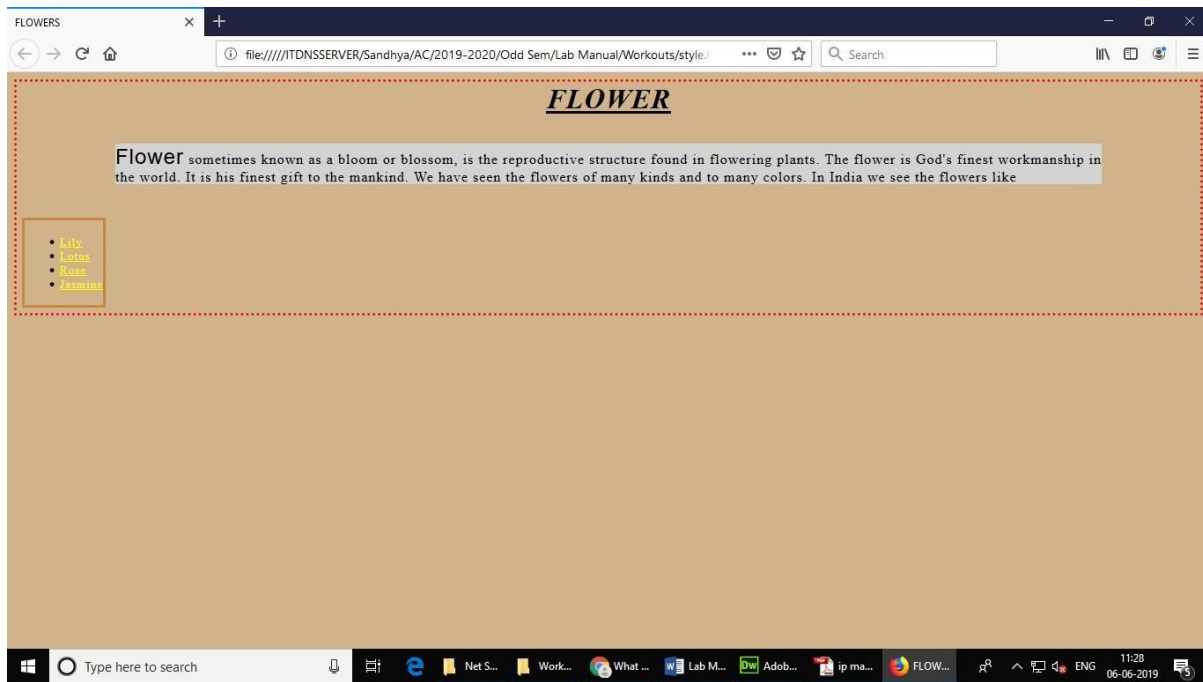 FLOWERS
file://///ITDNSSERVER/Sandhya/AC/2019-2020/Odd Sem/Lab Manual/Workouts/style.
Search
FLOWER
Flower sometimes known as a bloom or blossom, is the reproductive structure found in flowering plants. The flower is God's finest workmanship in
the world. It is his finest gift to the mankind. We have seen the flowers of many kinds and to many colors. In India we see the flowers like
Lily
Lotus
Rose
Jasmine
Type here to search
Net S...
Work...
What ...
Lab M...
Adob...
ip ma...
FLOW...
ENG
11:28
06-06-2019